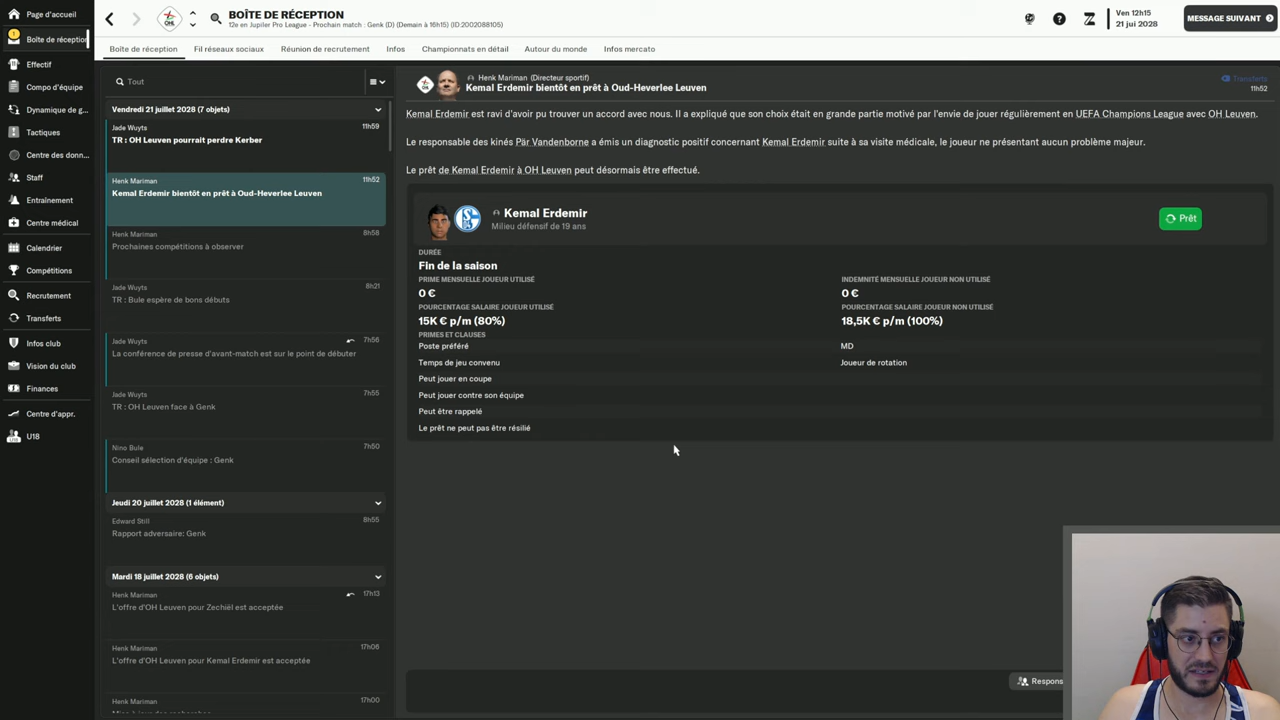 Page d'accueil
Boîte de réception
Effectif
Compo d'équipe
Dynamique de g...
Tactiques
Centre des donn...
Staff
Entraînement
Centre médical
Calendrier
Compétitions
Recrutement
Transferts
Infos club
Vision du club
Finances
Centre d'appr.
U18
BOÎTE DE RÉCEPTION
12e en Jupiler Pro League - Prochain match : Genk (D) (Demain à 16h15) (ID:2002088105)
Ven 12h15
21 jui 2028
MESSAGE SUIVANT
Boîte de réception
Fil réseaux sociaux
Réunion de recrutement
Infos
Championnats en détail
Autour du monde
Infos mercato
Tout
Vendredi 21 juillet 2028 (7 objets)
Jade Wuyts 11h59
TR : OH Leuven pourrait perdre Kerber
Henk Mariman 11h52
Kemal Erdemir bientôt en prêt à Oud-Heverlee Leuven
Henk Mariman 8h58
Prochaines compétitions à observer
Jade Wuyts 8h21
TR : Bule espère de bons débuts
Jade Wuyts 7h56
La conférence de presse d'avant-match est sur le point de débuter
Jade Wuyts 7h55
TR : OH Leuven face à Genk
Nino Bule 7h50
Conseil sélection d'équipe : Genk
Jeudi 20 juillet 2028 (1 élément)
Edward Still 8h55
Rapport adversaire: Genk
Mardi 18 juillet 2028 (6 objets)
Henk Mariman 17h13
L'offre d'OH Leuven pour Zechiël est acceptée
Henk Mariman 17h06
L'offre d'OH Leuven pour Kemal Erdemir est acceptée
Henk Mariman 17h00
Henk Mariman (Directeur sportif)
Kemal Erdemir bientôt en prêt à Oud-Heverlee Leuven
Transferts
11h52
Kemal Erdemir est ravi d'avoir pu trouver un accord avec nous. Il a expliqué que son choix était en grande partie motivé par l'envie de jouer régulièrement en UEFA Champions League avec OH Leuven.
Le responsable des kinés Pär Vandenborne a émis un diagnostic positif concernant Kemal Erdemir suite à sa visite médicale, le joueur ne présentant aucun problème majeur.
Le prêt de Kemal Erdemir à OH Leuven peut désormais être effectué.
Kemal Erdemir
Milieu défensif de 19 ans
Prêt
DURÉE
Fin de la saison
PRIME MENSUELLE JOUEUR UTILISÉ INDEMNITÉ MENSUELLE JOUEUR NON UTILISÉ
0 € 0 €
POURCENTAGE SALAIRE JOUEUR UTILISÉ POURCENTAGE SALAIRE JOUEUR NON UTILISÉ
15K € p/m (80%) 18,5K € p/m (100%)
PRIMES ET CLAUSES
Poste préféré MD
Temps de jeu convenu Joueur de rotation
Peut jouer en coupe
Peut jouer contre son équipe
Peut être rappelé
Le prêt ne peut pas être résilié
Respons